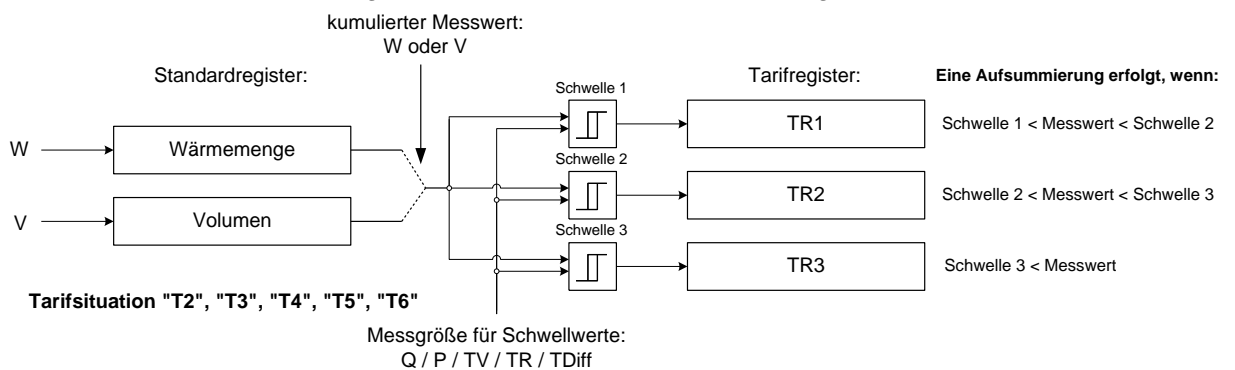 kumulierter Messwert:
W oder V
Standardregister:
Tarifregister:
Eine Aufsummierung erfolgt, wenn:
Schwelle 1
W
Wärmemenge
TR1
Schwelle 1 < Messwert < Schwelle 2
Schwelle 2
V
Volumen
TR2
Schwelle 2 < Messwert < Schwelle 3
Schwelle 3
TR3
Schwelle 3 < Messwert
Tarifsituation "T2", "T3", "T4", "T5", "T6"
Messgröße für Schwellwerte:
Q / P / TV / TR / TDiff